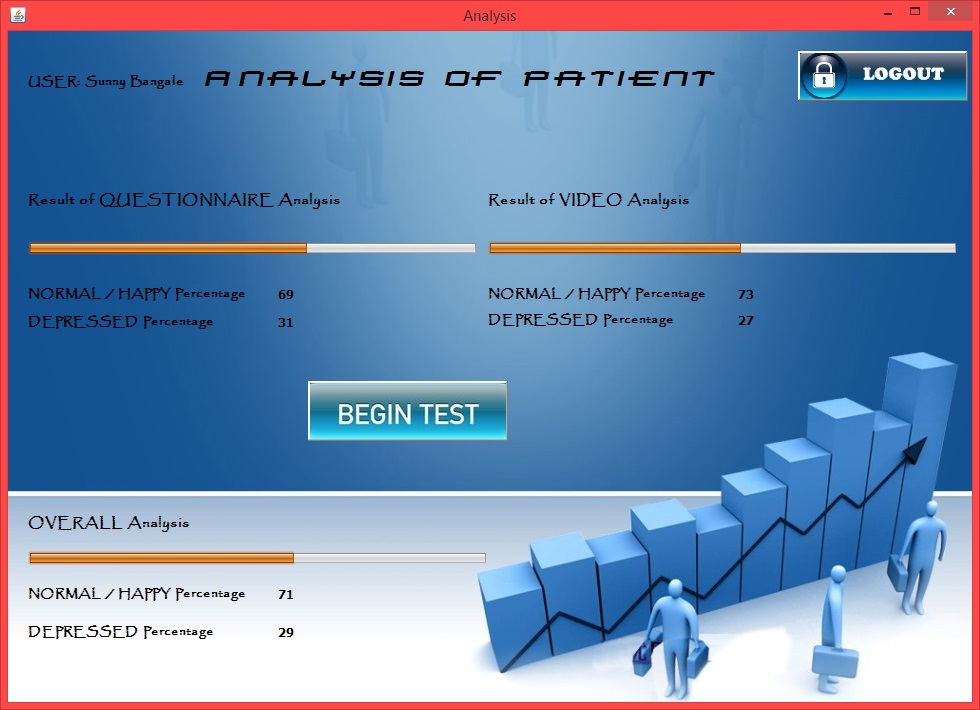 Analysis
USER: Sunny Bangale
ANALYSIS OF PATIENT
LOGOUT
Result of QUESTIONNAIRE Analysis
NORMAL / HAPPY Percentage 69
DEPRESSED Percentage 31
Result of VIDEO Analysis
NORMAL / HAPPY Percentage 73
DEPRESSED Percentage 27
BEGIN TEST
OVERALL Analysis
NORMAL / HAPPY Percentage 71
DEPRESSED Percentage 29